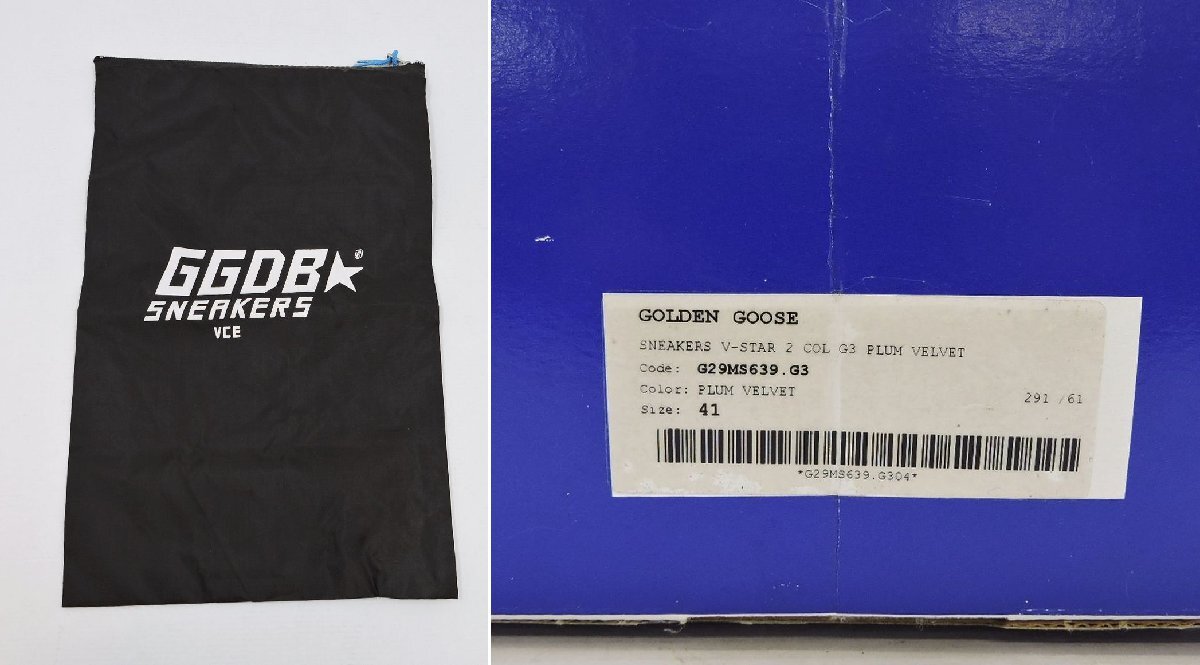 GGDB
SNEAKERS
VCE
GOLDEN GOOSE
SNEAKERS V-STAR 2 COL G3 PLUM VELVET
Code: G29MS639.G3
Color: PLUM VELVET
291 /61
Size: 41
*G29MS639.G304*